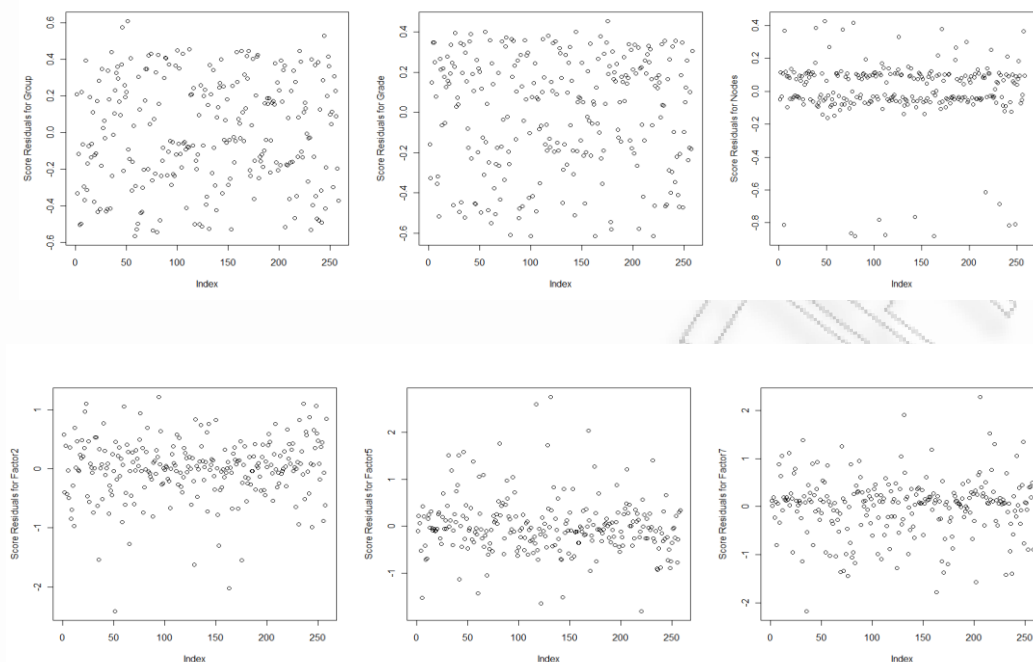 Score Residuals for Group
0.6
0.4
0.2
0.0
-0.2
-0.4
-0.6
0 50 100 150 200 250
Index
Score Residuals for Grade
0.4
0.2
0.0
-0.2
-0.4
-0.6
0 50 100 150 200 250
Index
Score Residuals for Nodes
0.4
0.2
0.0
-0.2
-0.4
-0.6
-0.8
0 50 100 150 200 250
Index
Score Residuals for Factor2
1
0
-1
-2
0 50 100 150 200 250
Index
Score Residuals for Factor5
2
1
0
-1
0 50 100 150 200 250
Index
Score Residuals for Factor7
2
1
0
-1
-2
0 50 100 150 200 250
Index